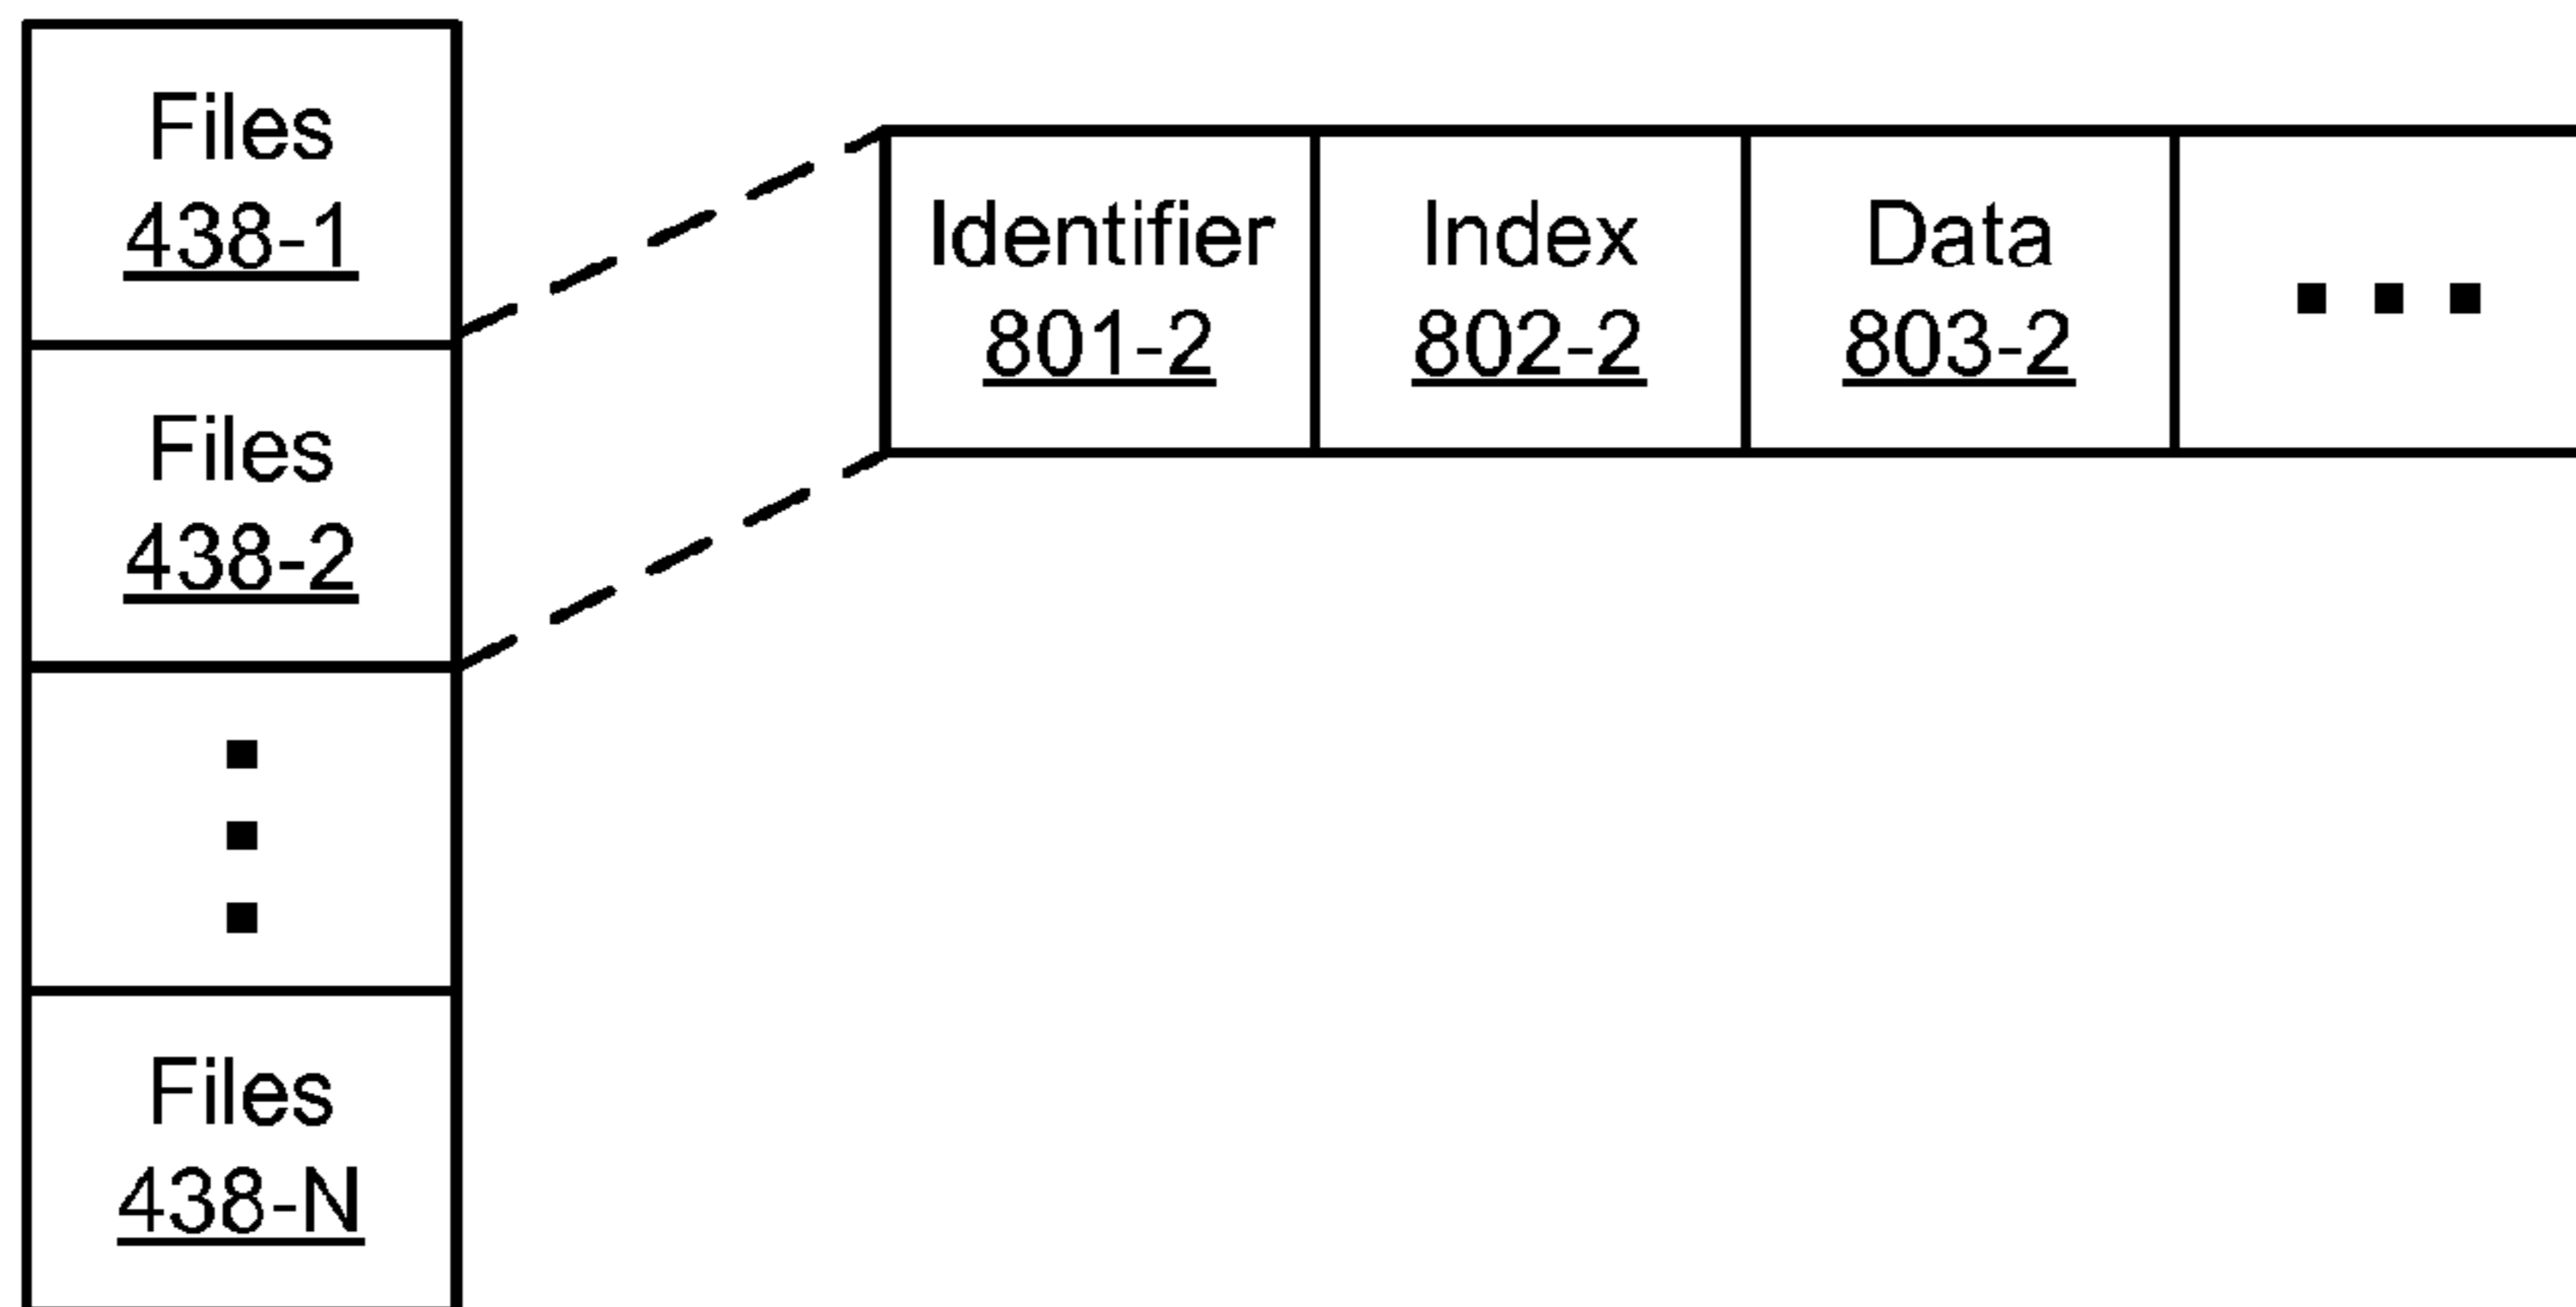 Files
438-1
Files
438-2
Files
438-N
Identifier
801-2
Index
802-2
Data
803-2